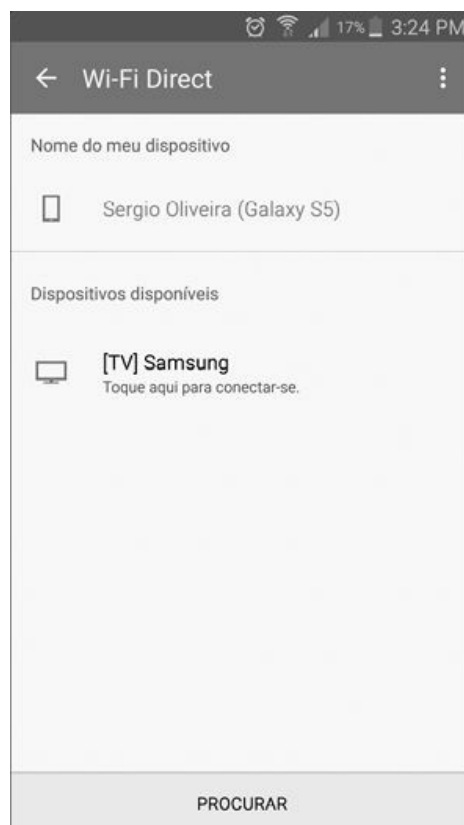 17% 3:24 PM
Wi-Fi Direct
Nome do meu dispositivo
Sergio Oliveira (Galaxy S5)
Dispositivos disponíveis
[TV] Samsung
Toque aqui para conectar-se.
PROCURAR